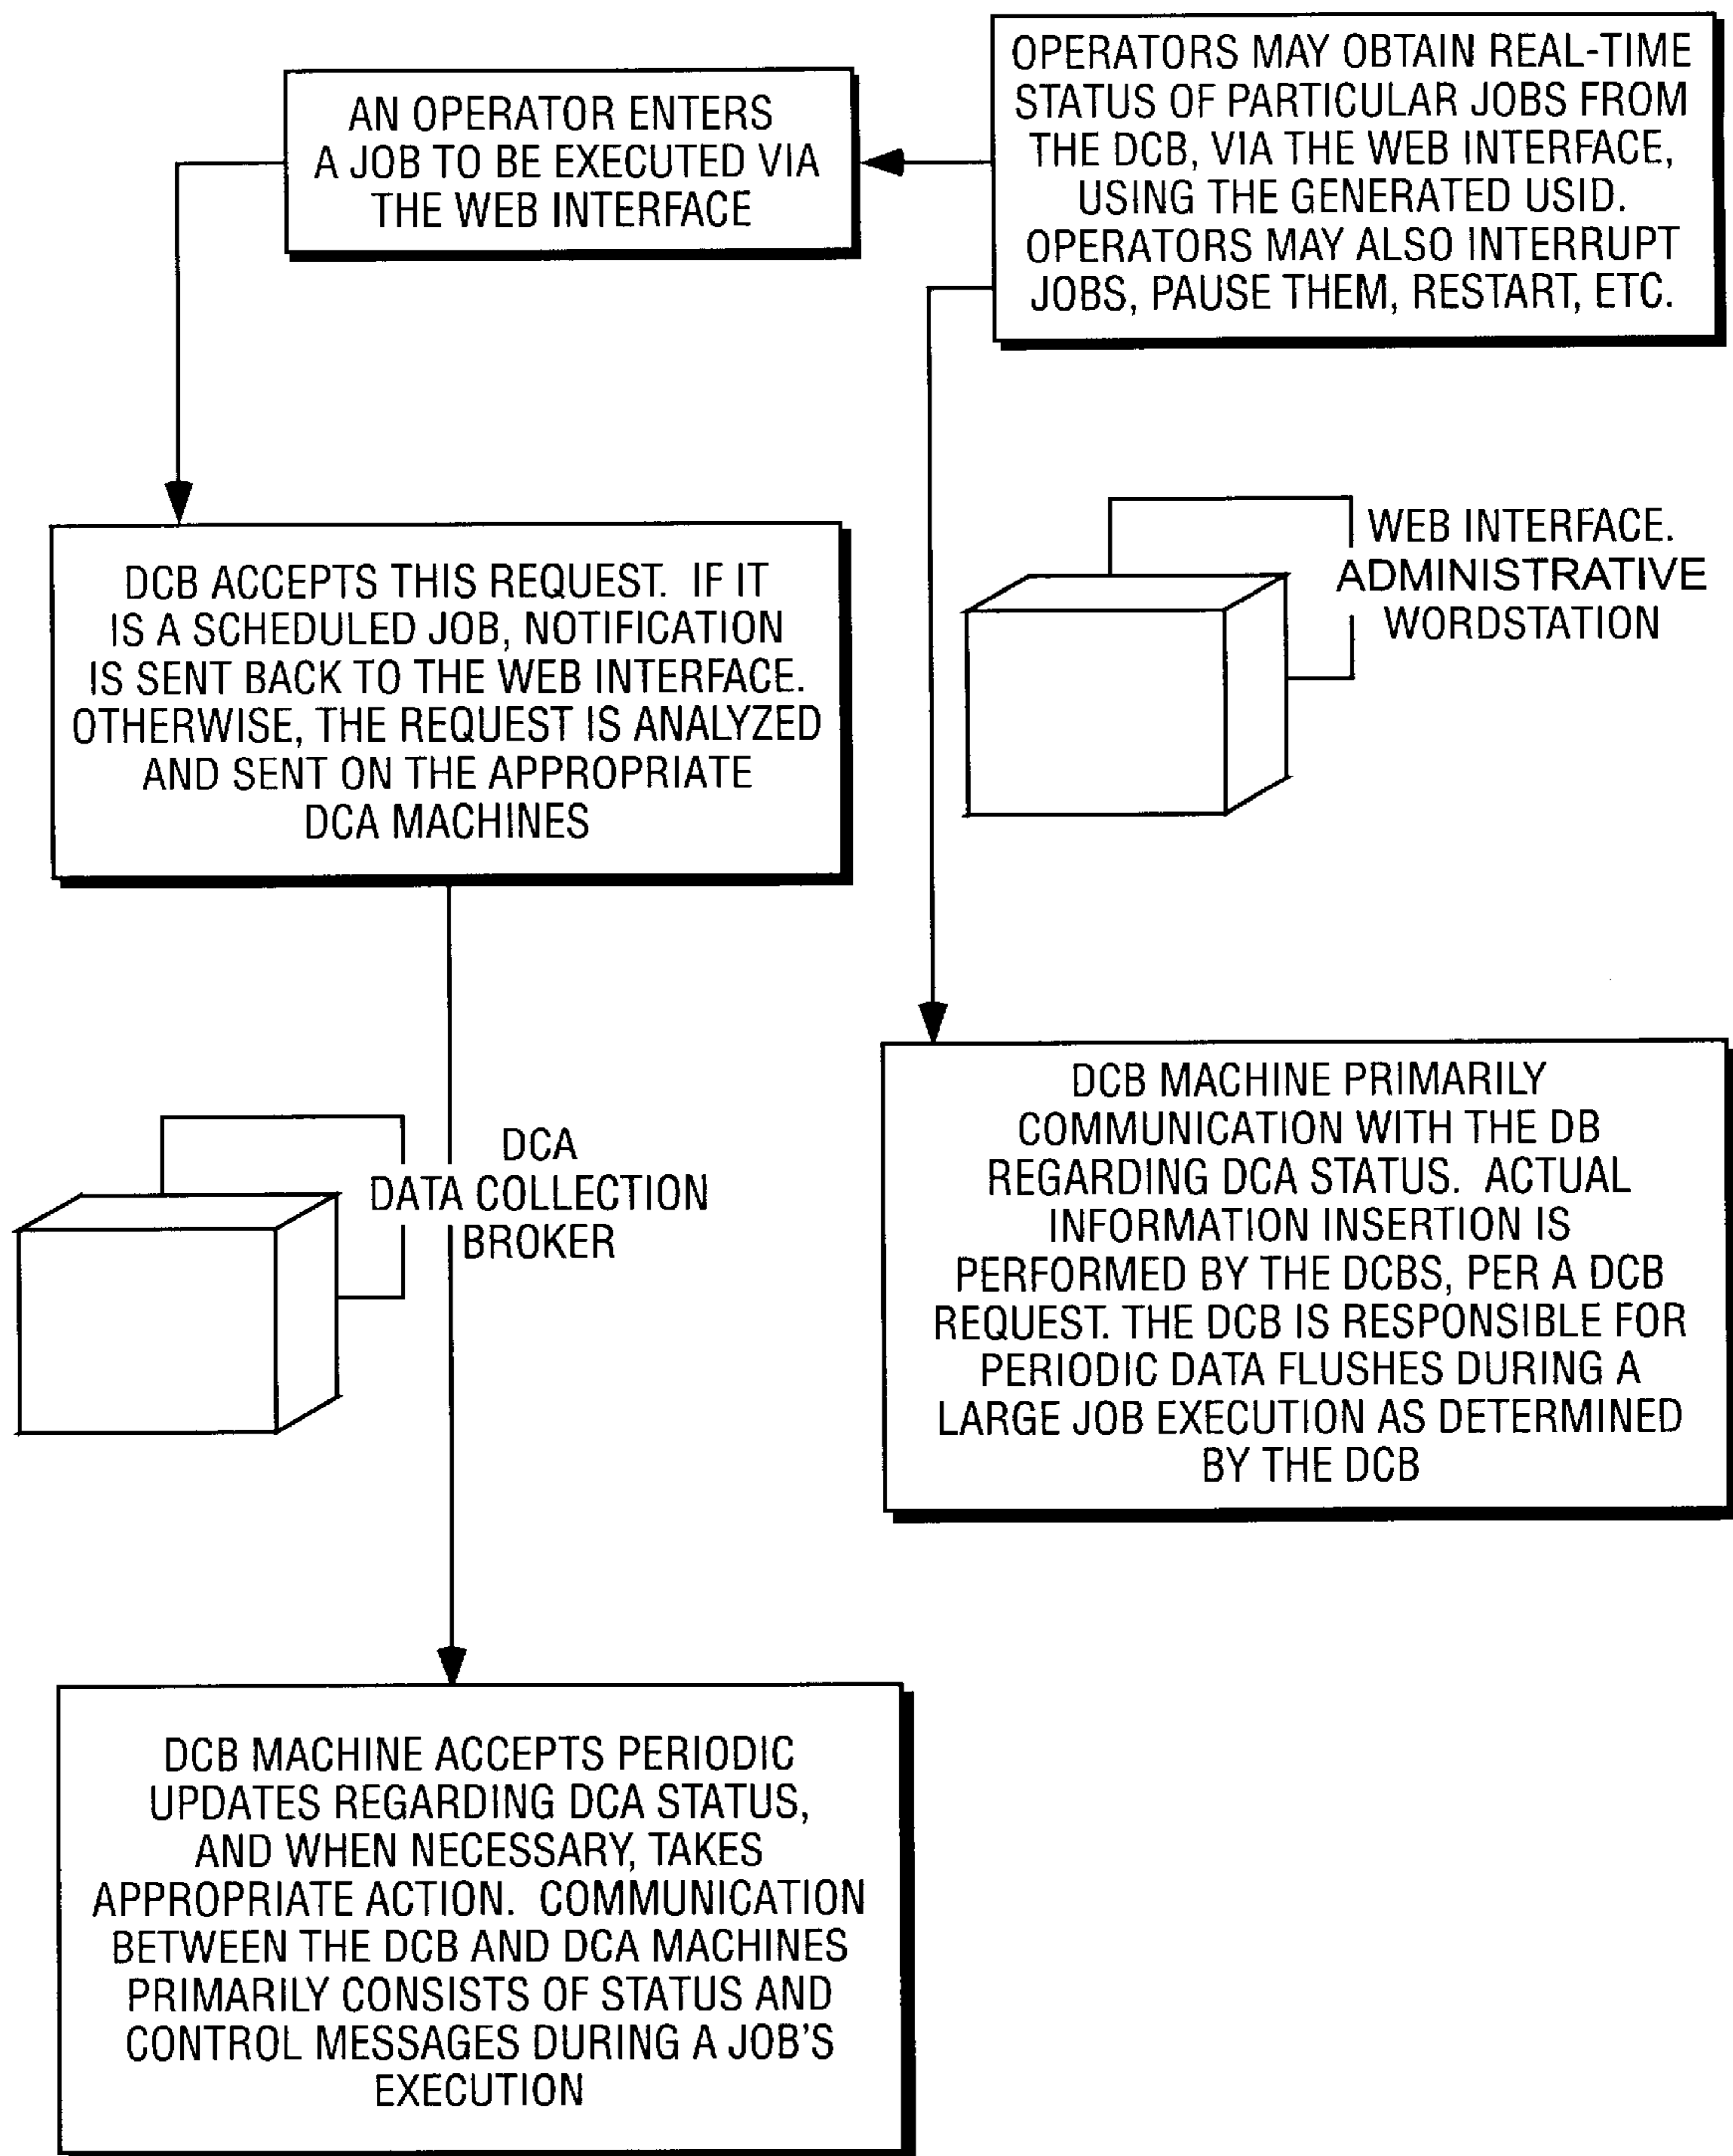 AN OPERATOR ENTERS
A JOB TO BE EXECUTED VIA
THE WEB INTERFACE
OPERATORS MAY OBTAIN REAL-TIME
STATUS OF PARTICULAR JOBS FROM
THE DCB, VIA THE WEB INTERFACE,
USING THE GENERATED USID.
OPERATORS MAY ALSO INTERRUPT
JOBS, PAUSE THEM, RESTART, ETC.
DCB ACCEPTS THIS REQUEST. IF IT
IS A SCHEDULED JOB, NOTIFICATION
IS SENT BACK TO THE WEB INTERFACE.
OTHERWISE, THE REQUEST IS ANALYZED
AND SENT ON THE APPROPRIATE
DCA MACHINES
WEB INTERFACE.
ADMINISTRATIVE
WORDSTATION
DCA
DATA COLLECTION
BROKER
DCB MACHINE PRIMARILY
COMMUNICATION WITH THE DB
REGARDING DCA STATUS. ACTUAL
INFORMATION INSERTION IS
PERFORMED BY THE DCBS, PER A DCB
REQUEST. THE DCB IS RESPONSIBLE FOR
PERIODIC DATA FLUSHES DURING A
LARGE JOB EXECUTION AS DETERMINED
BY THE DCB
DCB MACHINE ACCEPTS PERIODIC
UPDATES REGARDING DCA STATUS,
AND WHEN NECESSARY, TAKES
APPROPRIATE ACTION. COMMUNICATION
BETWEEN THE DCB AND DCA MACHINES
PRIMARILY CONSISTS OF STATUS AND
CONTROL MESSAGES DURING A JOB'S
EXECUTION